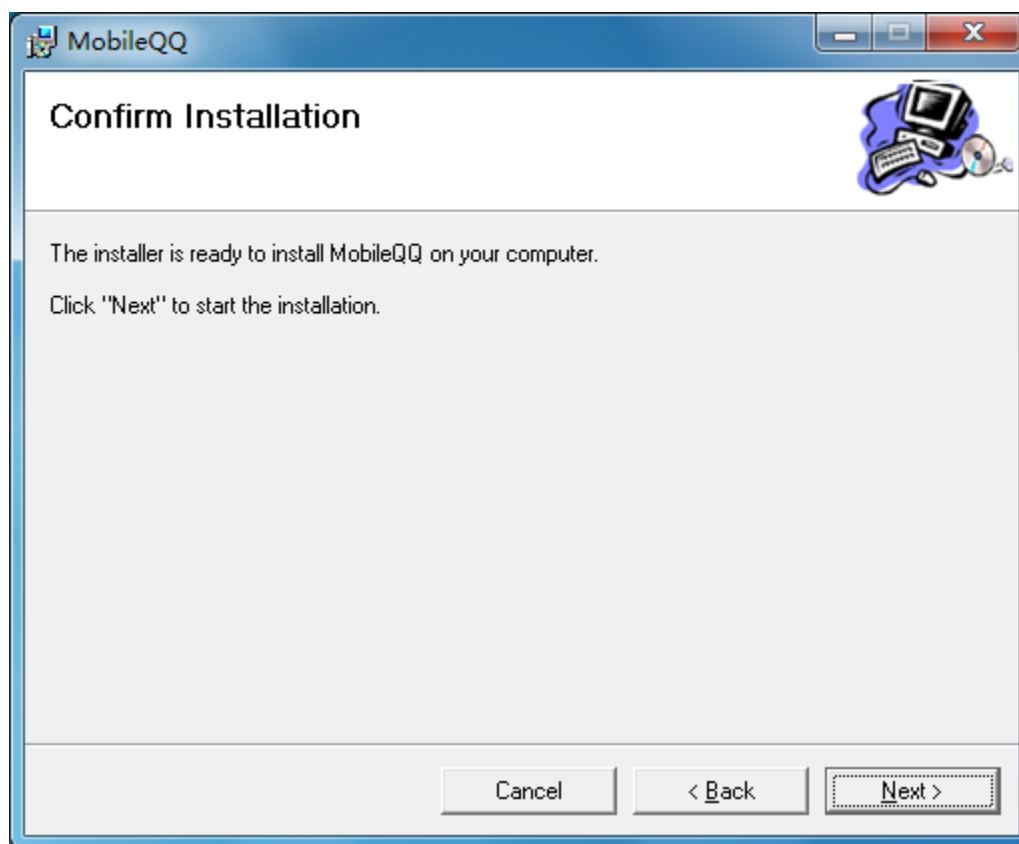 MobileQQ
Confirm Installation
The installer is ready to install MobileQQ on your computer.
Click "Next" to start the installation.
Cancel
< Back
Next >